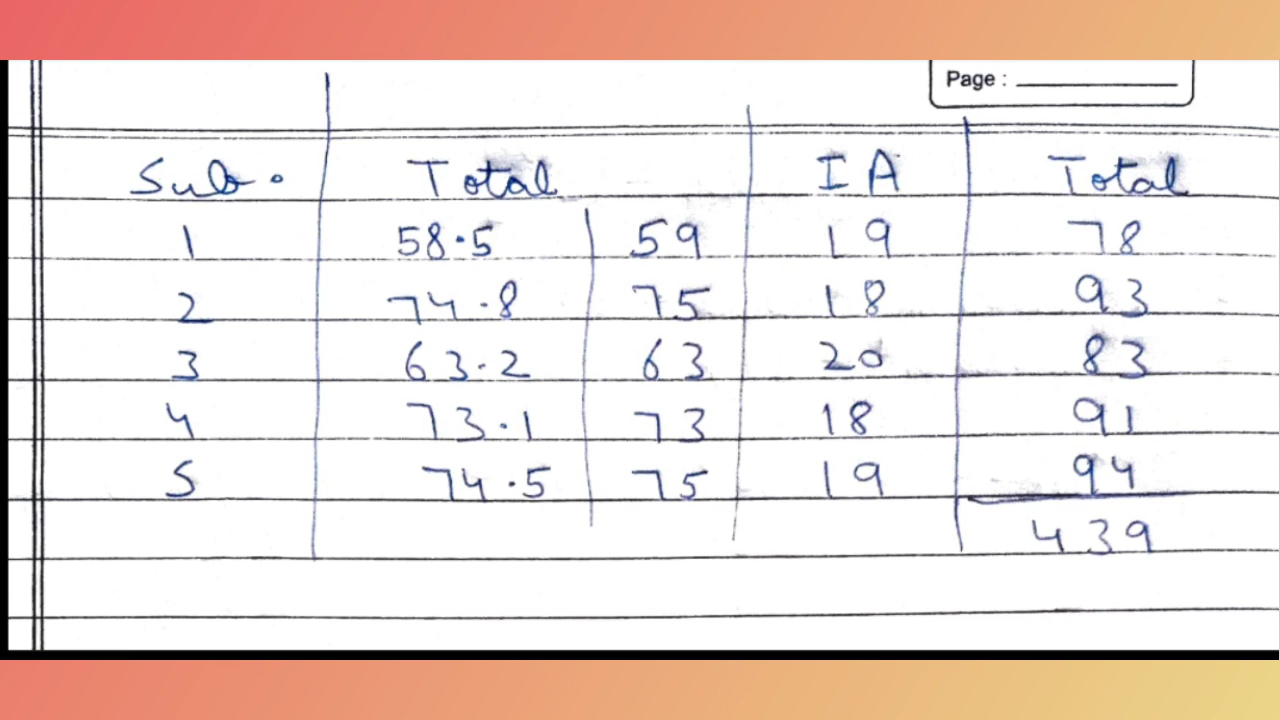 Page :
Sub. Total IA Total
1 58.5 59 19 78
2 74.8 75 18 93
3 63.2 63 20 83
4 73.1 73 18 91
5 74.5 75 19 94
439